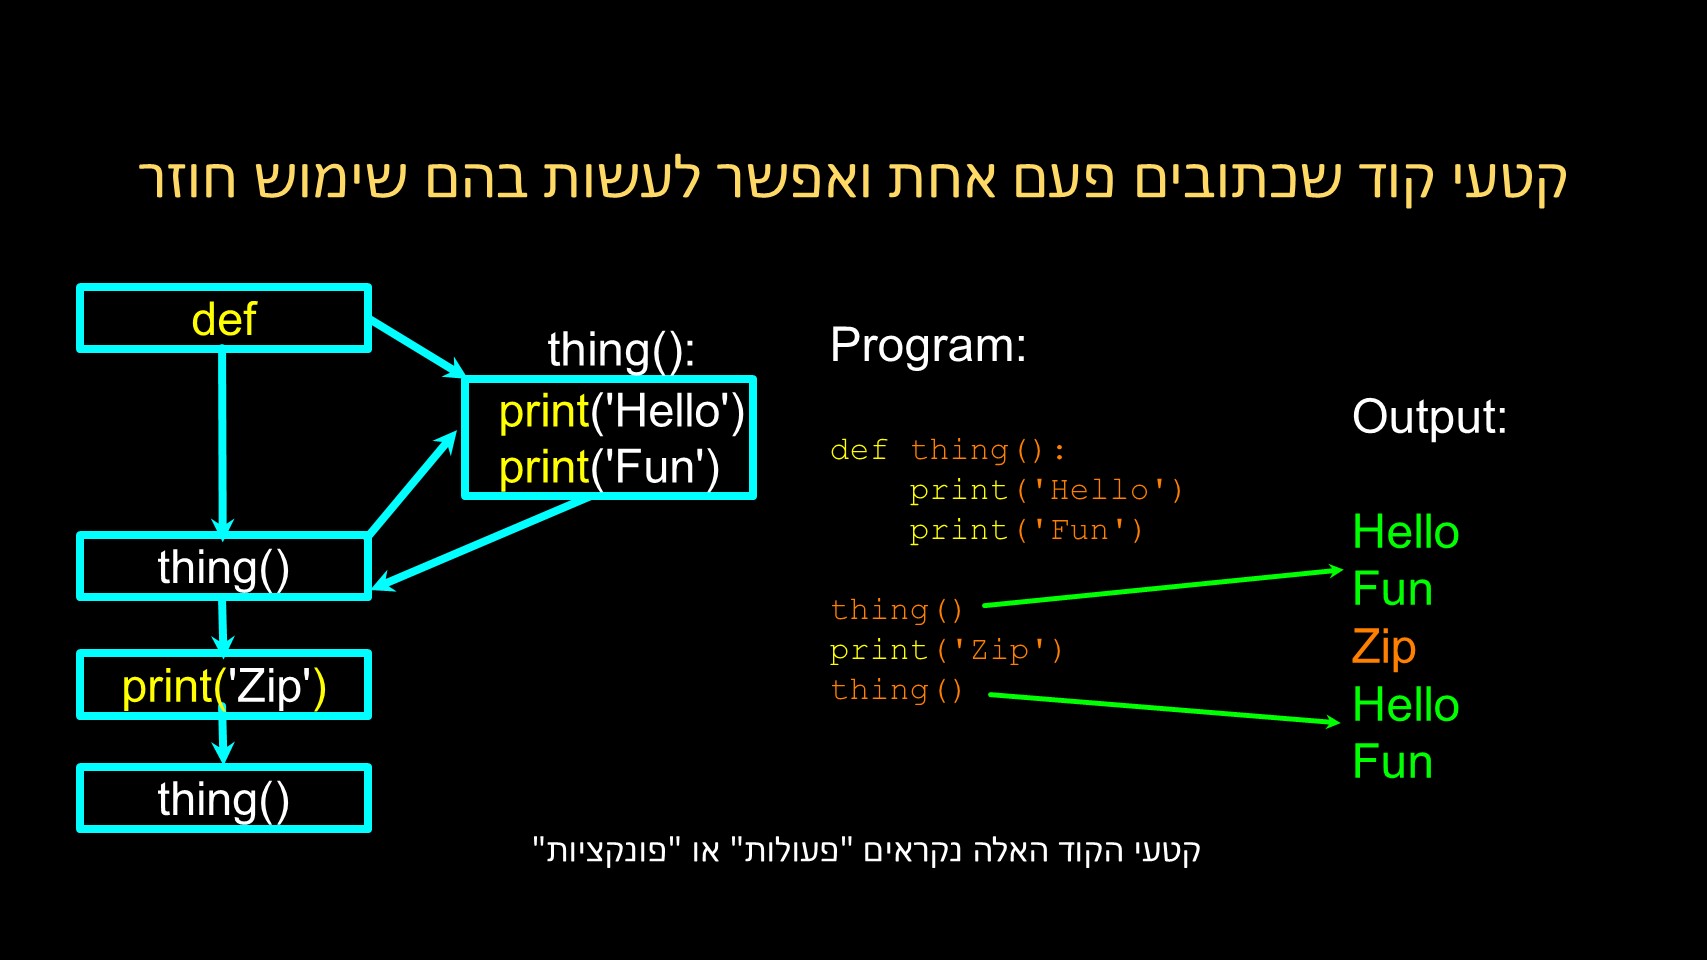 קטעי קוד שכתובים פעם אחת ואפשר לעשות בהם שימוש חוזר
def
thing():
print('Hello')
print('Fun')
thing()
print('Zip')
thing()
Program:
def thing():
    print('Hello')
    print('Fun')
thing()
print('Zip')
thing()
Output:
Hello
Fun
Zip
Hello
Fun
קטעי הקוד האלה נקראים "פעולות" או "פונקציות"